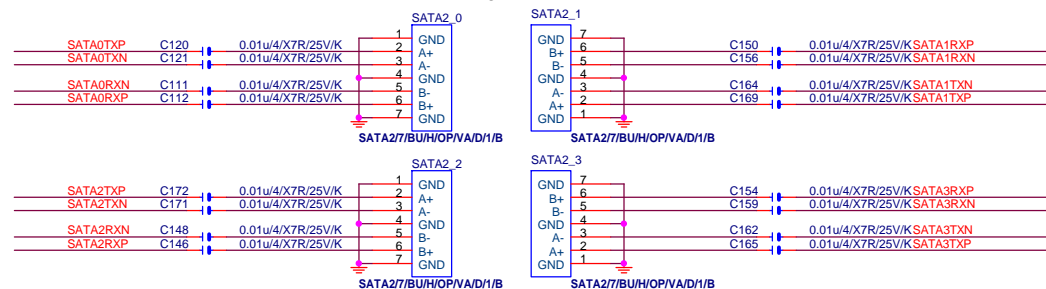 SATA2_0
1 GND
SATA0TXP C120 0.01u/4/X7R/25V/K 2 A+
SATA0TXN C121 0.01u/4/X7R/25V/K 3 A-
4 GND
SATA0RXN C111 0.01u/4/X7R/25V/K 5 B-
SATA0RXP C112 0.01u/4/X7R/25V/K 6 B+
7 GND
SATA2/7/BU/H/OP/VA/D/1/B
SATA2_1
GND 7
B+ 6 C150 0.01u/4/X7R/25V/K SATA1RXP
B- 5 C156 0.01u/4/X7R/25V/K SATA1RXN
GND 4
A- 3 C164 0.01u/4/X7R/25V/K SATA1TXN
A+ 2 C169 0.01u/4/X7R/25V/K SATA1TXP
GND 1
SATA2/7/BU/H/OP/VA/D/1/B
SATA2_2
1 GND
SATA2TXP C172 0.01u/4/X7R/25V/K 2 A+
SATA2TXN C171 0.01u/4/X7R/25V/K 3 A-
4 GND
SATA2RXN C148 0.01u/4/X7R/25V/K 5 B-
SATA2RXP C146 0.01u/4/X7R/25V/K 6 B+
7 GND
SATA2/7/BU/H/OP/VA/D/1/B
SATA2_3
GND 7
B+ 6 C154 0.01u/4/X7R/25V/K SATA3RXP
B- 5 C159 0.01u/4/X7R/25V/K SATA3RXN
GND 4
A- 3 C162 0.01u/4/X7R/25V/K SATA3TXN
A+ 2 C165 0.01u/4/X7R/25V/K SATA3TXP
GND 1
SATA2/7/BU/H/OP/VA/D/1/B